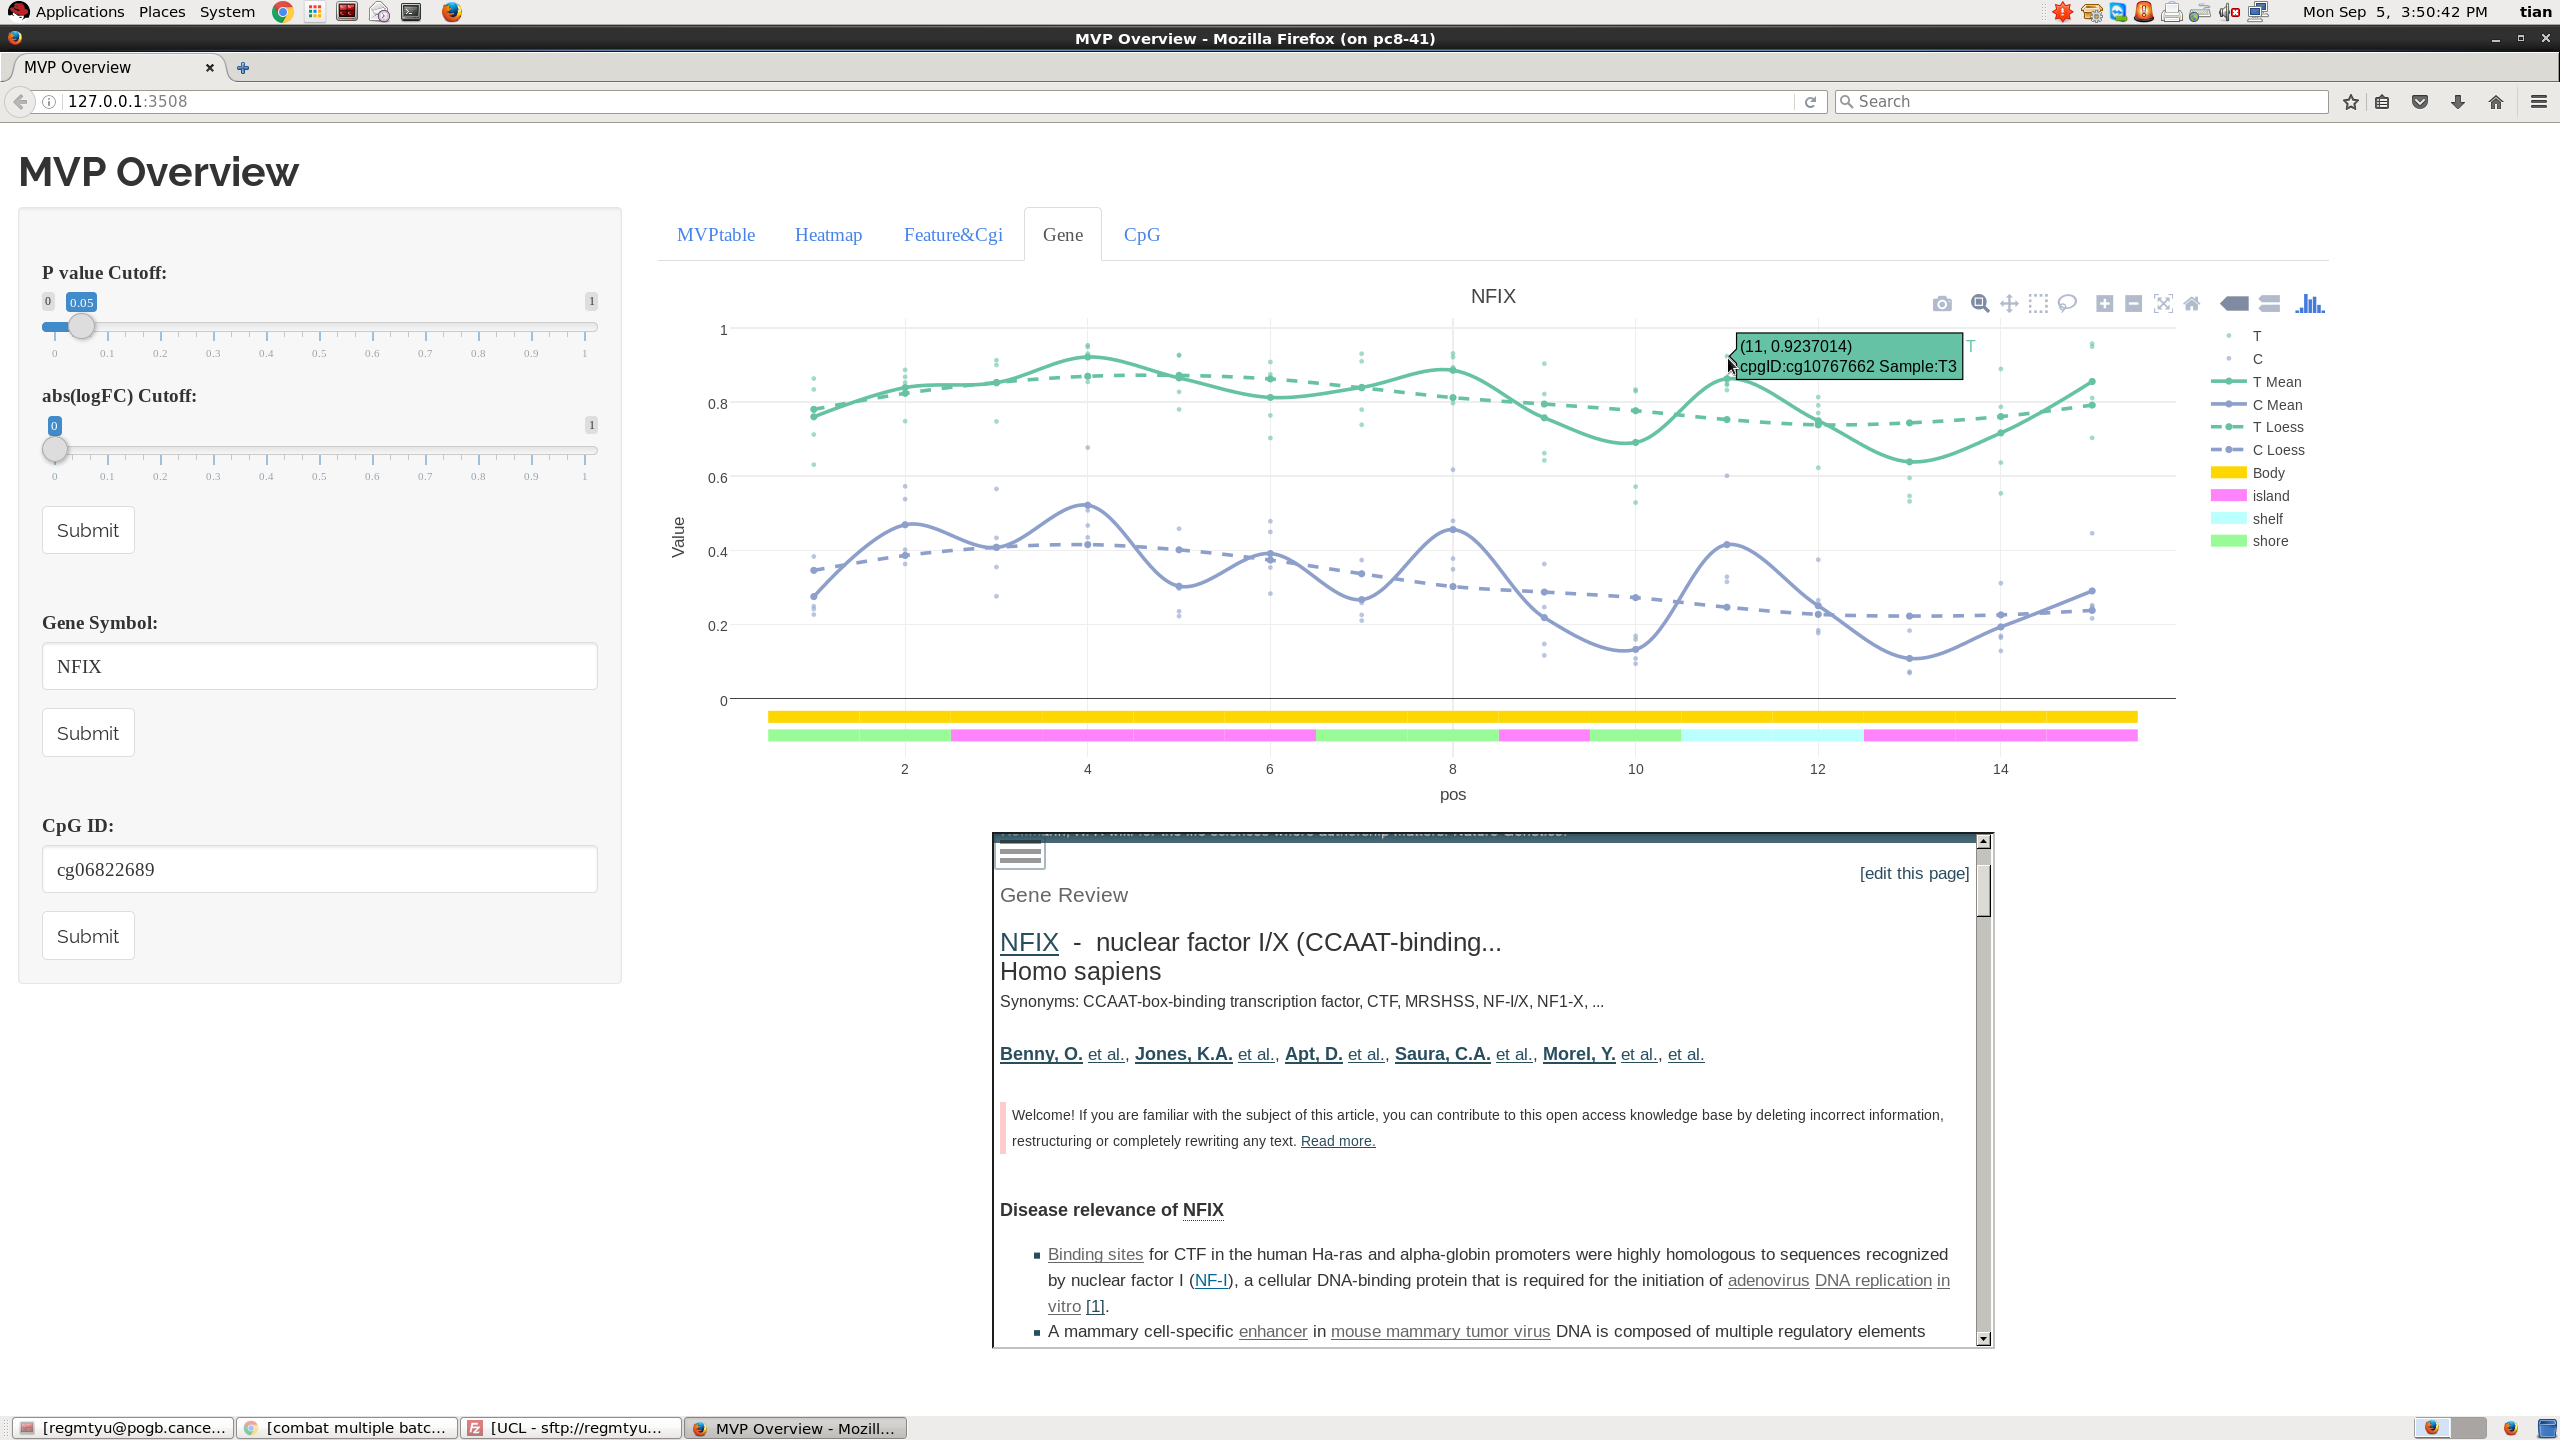 Applications Places System
Mon Sep 5, 3:50:42 PM tian
MVP Overview - Mozilla Firefox (on pc8-41)
MVP Overview
127.0.0.1:3508
Search
MVP Overview
P value Cutoff:
0 0.05 1
0 0.1 0.2 0.3 0.4 0.5 0.6 0.7 0.8 0.9 1
abs(logFC) Cutoff:
0 1
0 0.1 0.2 0.3 0.4 0.5 0.6 0.7 0.8 0.9 1
Submit
Gene Symbol:
NFIX
Submit
CpG ID:
cg06822689
Submit
MVPtable Heatmap Feature&Cgi Gene CpG
NFIX
(11, 0.9237014)
cpgID:cg10767662 Sample:T3
T
1
0.8
0.6
0.4
0.2
0
Value
2 4 6 8 10 12 14
pos
T
C
T Mean
C Mean
T Loess
C Loess
Body
island
shelf
shore
[edit this page]
Gene Review
NFIX - nuclear factor I/X (CCAAT-binding...
Homo sapiens
Synonyms: CCAAT-box-binding transcription factor, CTF, MRSHSS, NF-I/X, NF1-X, ...
Benny, O. et al., Jones, K.A. et al., Apt, D. et al., Saura, C.A. et al., Morel, Y. et al., et al.
Welcome! If you are familiar with the subject of this article, you can contribute to this open access knowledge base by deleting incorrect information,
restructuring or completely rewriting any text. Read more.
Disease relevance of NFIX
Binding sites for CTF in the human Ha-ras and alpha-globin promoters were highly homologous to sequences recognized
by nuclear factor I (NF-I), a cellular DNA-binding protein that is required for the initiation of adenovirus DNA replication in
vitro [1].
A mammary cell-specific enhancer in mouse mammary tumor virus DNA is composed of multiple regulatory elements
[regmtyu@pogb.cance... [combat multiple batc... [UCL - sftp://regmtyu... MVP Overview - Mozill...